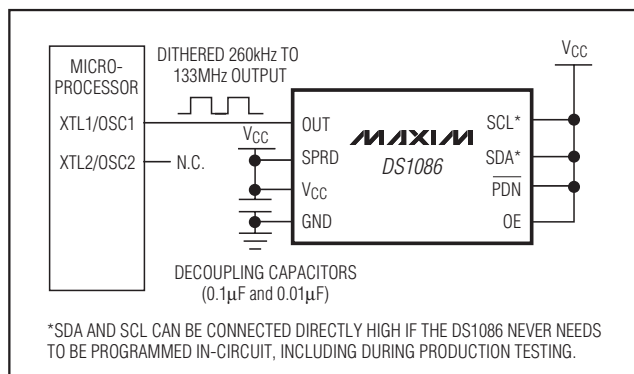 MICRO-
PROCESSOR
XTL1/OSC1
XTL2/OSC2
N.C.
DITHERED 260kHz TO
133MHz OUTPUT
VCC
OUT
SPRD
VCC
GND
MAXIM
DS1086
SCL*
SDA*
PDN
OE
VCC
DECOUPLING CAPACITORS
(0.1µF and 0.01µF)
*SDA AND SCL CAN BE CONNECTED DIRECTLY HIGH IF THE DS1086 NEVER NEEDS
TO BE PROGRAMMED IN-CIRCUIT, INCLUDING DURING PRODUCTION TESTING.